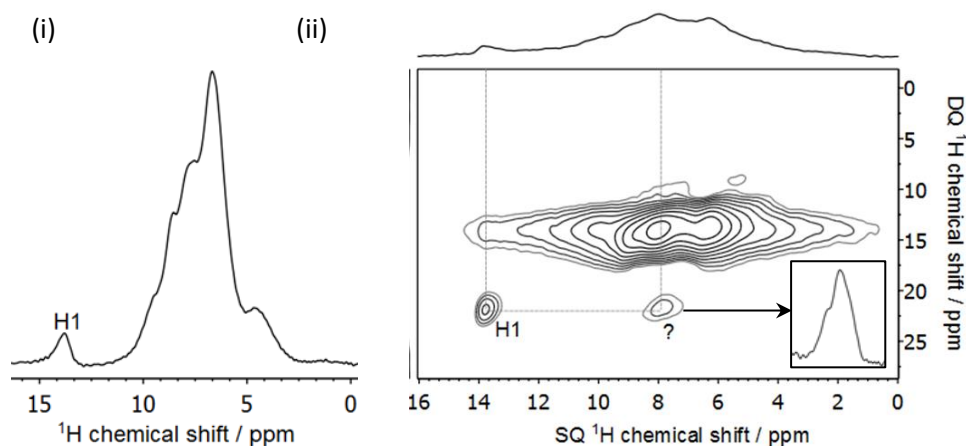 (i)
(ii)
H1
15
10
5
0
¹H chemical shift / ppm
H1
?
0
5
10
15
20
25
DQ ¹H chemical shift / ppm
16
14
12
10
8
6
4
2
0
SQ ¹H chemical shift / ppm